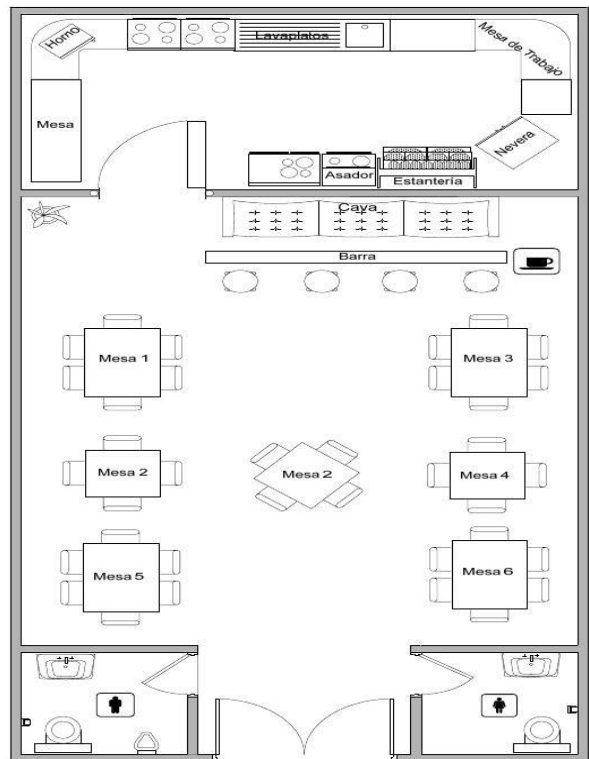 Horno
Lavaplatos
Mesa de Trabajo
Mesa
Nevera
Asador
Estantería
Cava
Barra
Mesa 1
Mesa 3
Mesa 2
Mesa 2
Mesa 4
Mesa 5
Mesa 6